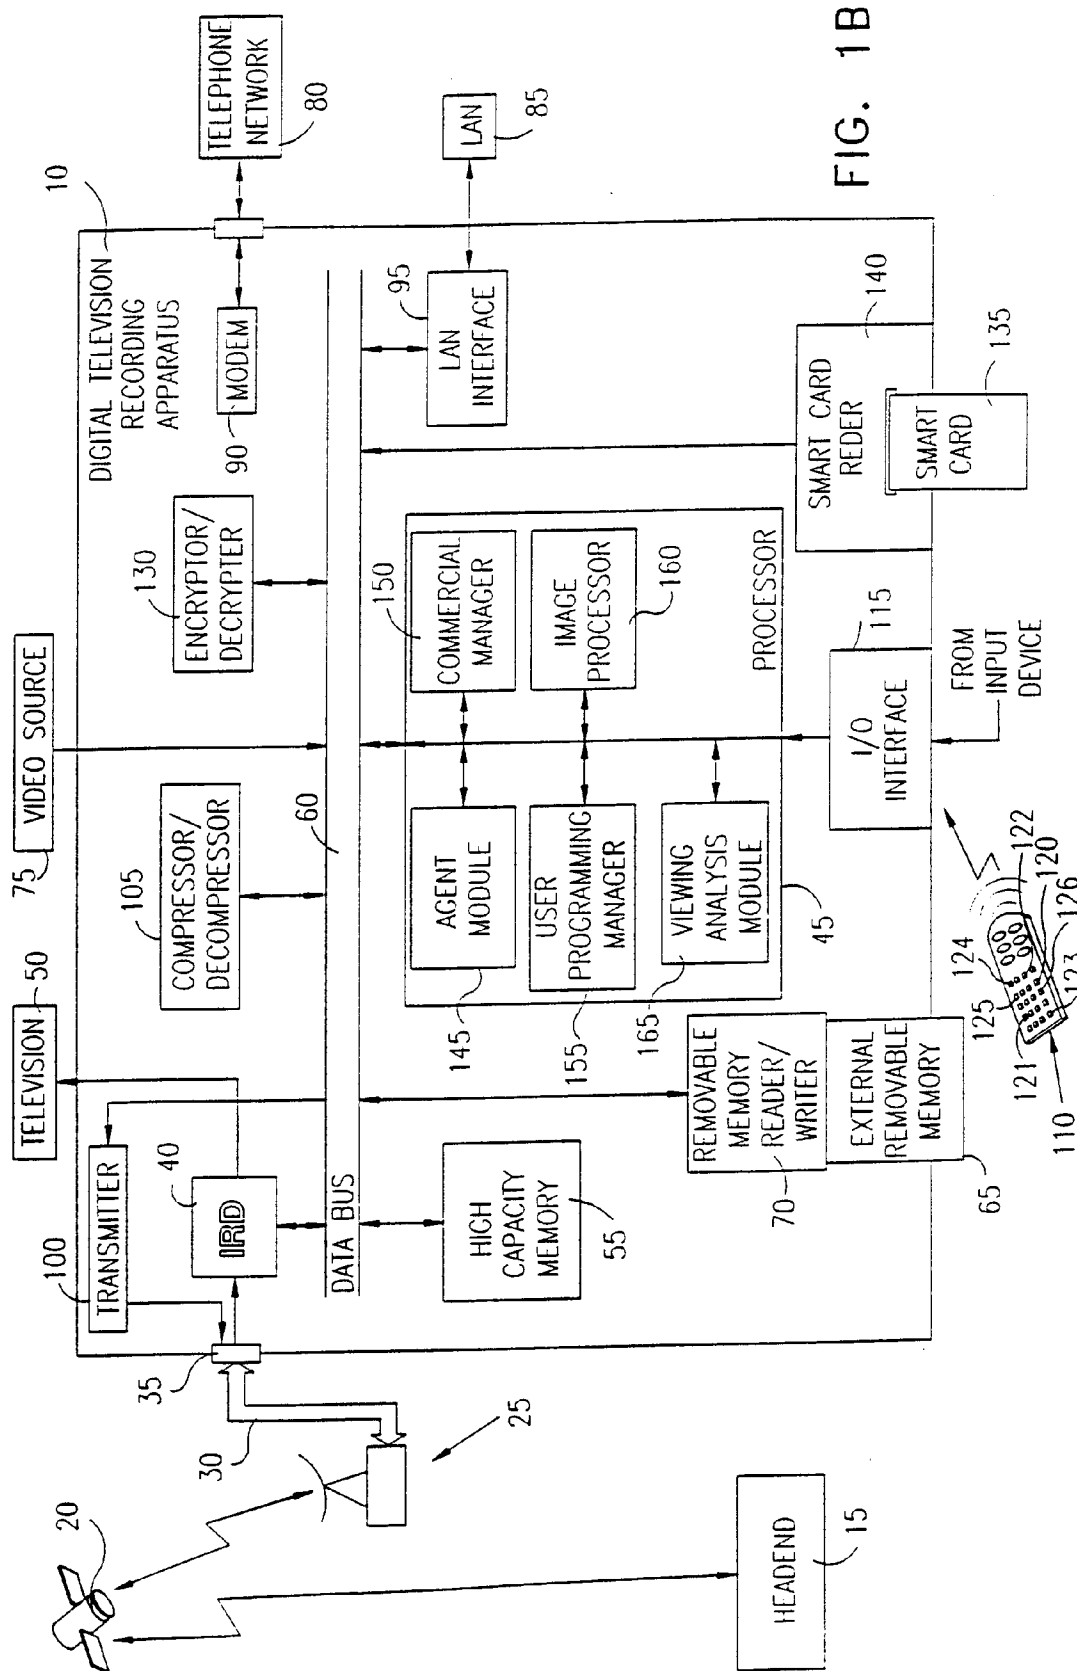 20
HEADEND
15
25
30
35
100
TRANSMITTER
TELEVISION
50
40
IRD
75
VIDEO SOURCE
105
COMPRESSOR/
DECOMPRESSOR
130
ENCRYPTOR/
DECRYPTER
DIGITAL TELEVISION
RECORDING
APPARATUS
10
90
MODEM
TELEPHONE
NETWORK
80
DATA BUS
60
HIGH
CAPACITY
MEMORY
55
REMOVABLE
MEMORY
READER/
WRITER
70
EXTERNAL
REMOVABLE
MEMORY
65
AGENT
MODULE
145
COMMERCIAL
MANAGER
150
USER
PROGRAMMING
MANAGER
155
IMAGE
PROCESSOR
160
VIEWING
ANALYSIS
MODULE
165
PROCESSOR
45
LAN
INTERFACE
95
LAN
85
I/O
INTERFACE
115
FROM
INPUT
DEVICE
SMART CARD
REDER
140
SMART
CARD
135
110
121
125
124
122
120
126
123
FIG. 1B